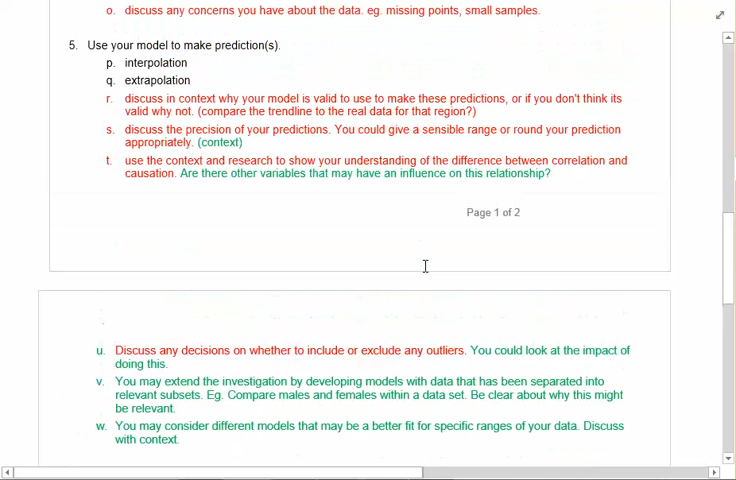 o. discuss any concerns you have about the data. eg. missing points, small samples.
5. Use your model to make prediction(s).
p. interpolation
q. extrapolation
r. discuss in context why your model is valid to use to make these predictions, or if you don't think its
valid why not. (compare the trendline to the real data for that region?)
s. discuss the precision of your predictions. You could give a sensible range or round your prediction
appropriately. (context)
t. use the context and research to show your understanding of the difference between correlation and
causation. Are there other variables that may have an influence on this relationship?
Page 1 of 2
u. Discuss any decisions on whether to include or exclude any outliers. You could look at the impact of
doing this.
v. You may extend the investigation by developing models with data that has been separated into
relevant subsets. Eg. Compare males and females within a data set. Be clear about why this might
be relevant.
w. You may consider different models that may be a better fit for specific ranges of your data. Discuss
with context.